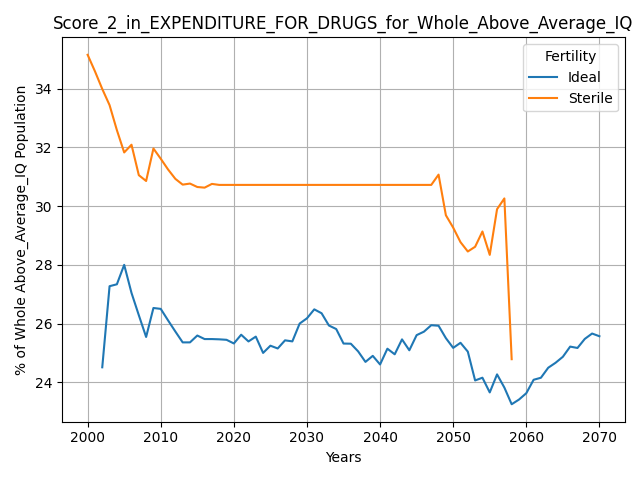 Score_2_in_EXPENDITURE_FOR_DRUGS_for_Whole_Above_Average_IQ
Fertility
Ideal
Sterile
% of Whole Above_Average_IQ Population
34
32
30
28
26
24
2000 2010 2020 2030 2040 2050 2060 2070
Years